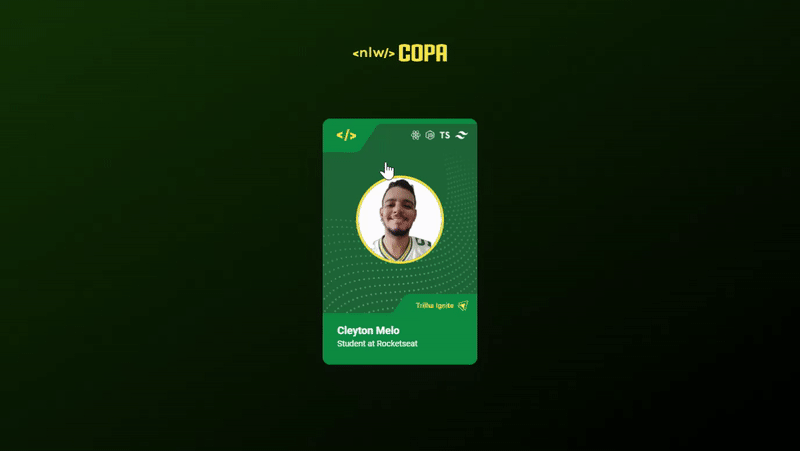 <nlw/> COPA
</> TS
Trilha Ignite
Cleyton Melo
Student at Rocketseat